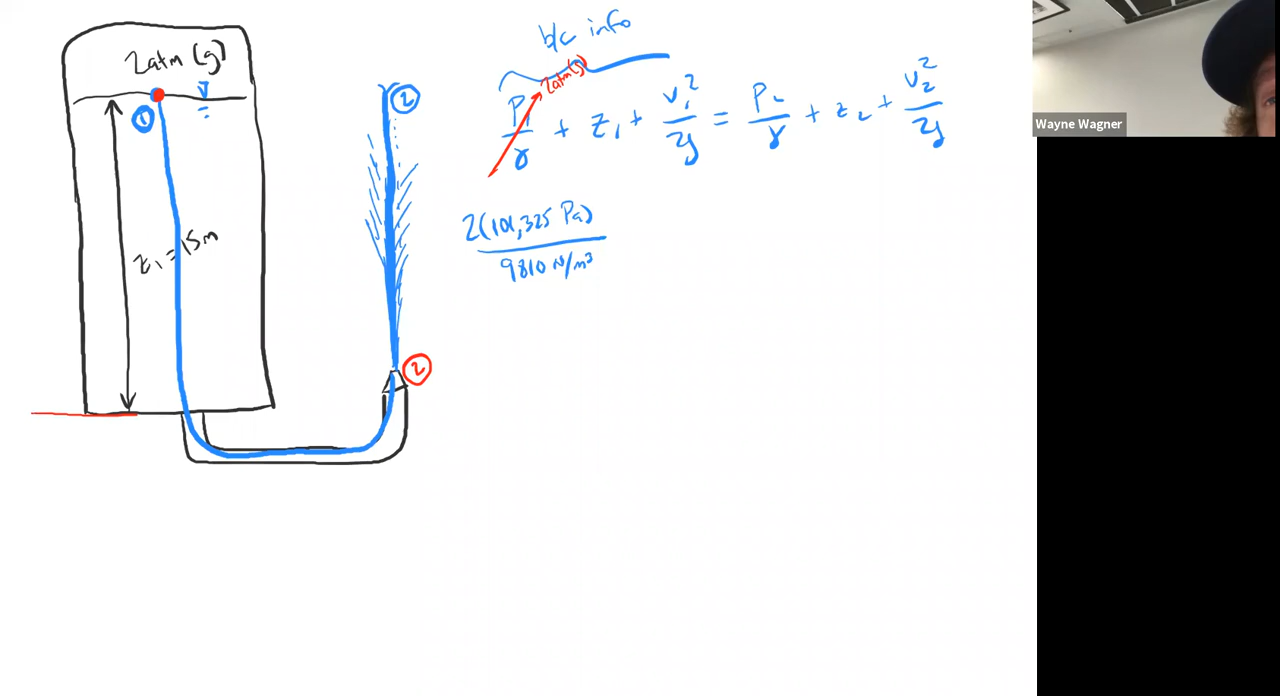 2atm (g)
①
z₁ = 15m
②
②
b/c info
2atm(g)
P₁/γ + z₁ + v₁²/2g = P₂/γ + z₂ + v₂²/2g
2(101,325 Pa)
9810 N/m³
Wayne Wagner